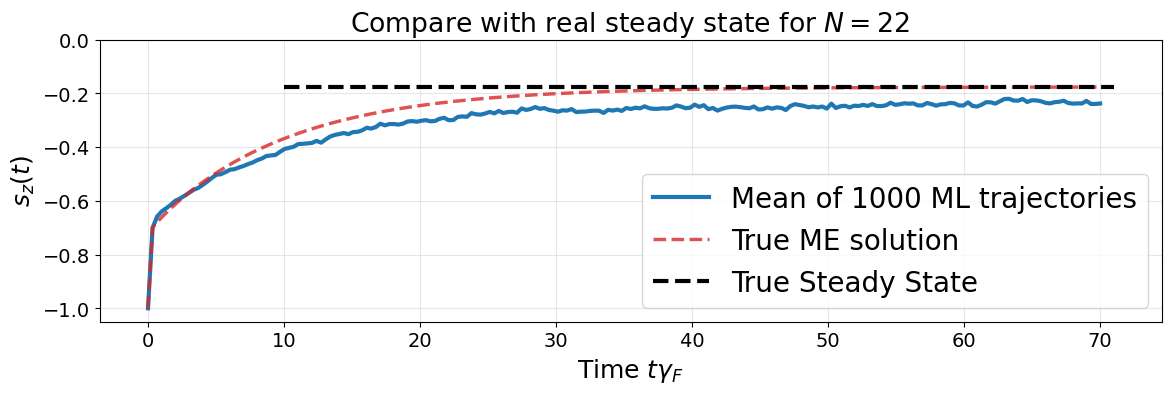 Compare with real steady state for $N = 22$
0.0
−0.2
−0.4
−0.6
−0.8
−1.0
$s_z(t)$
Mean of 1000 ML trajectories
True ME solution
True Steady State
0 10 20 30 40 50 60 70
Time $t\gamma_F$